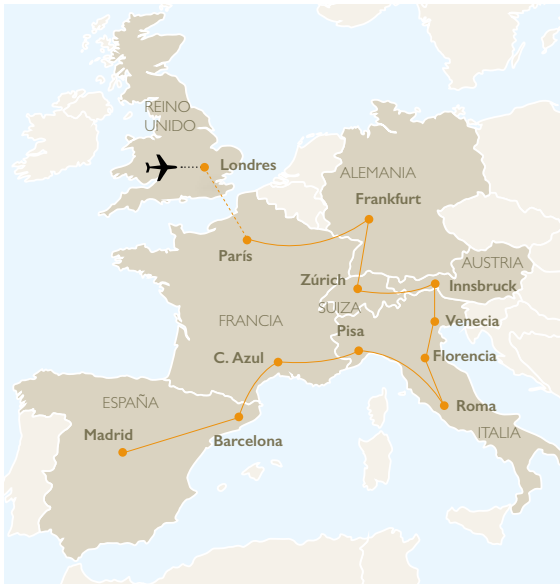 REINO
UNIDO
Londres
ALEMANIA
Frankfurt
París
AUSTRIA
Zúrich
Innsbruck
SUIZA
FRANCIA
Venecia
Pisa
C. Azul
Florencia
ESPAÑA
Roma
Madrid
Barcelona
ITALIA